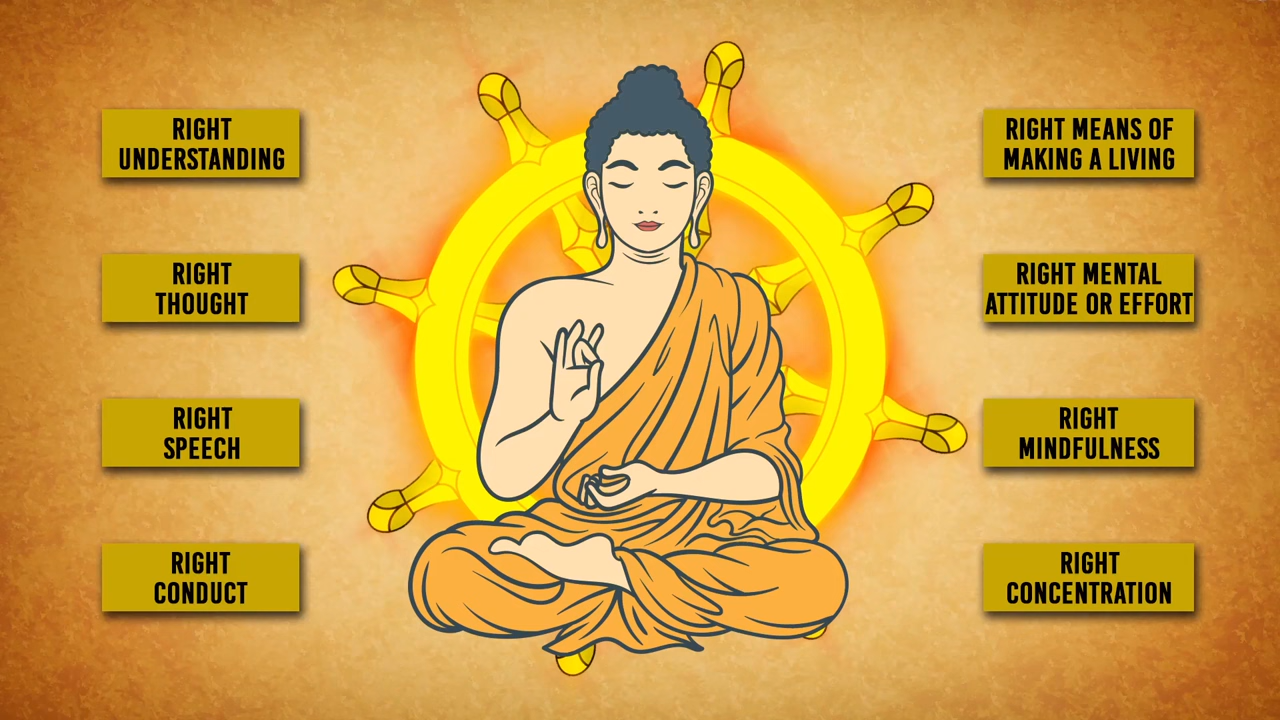 RIGHT
UNDERSTANDING
RIGHT
THOUGHT
RIGHT
SPEECH
RIGHT
CONDUCT
RIGHT MEANS OF
MAKING A LIVING
RIGHT MENTAL
ATTITUDE OR EFFORT
RIGHT
MINDFULNESS
RIGHT
CONCENTRATION